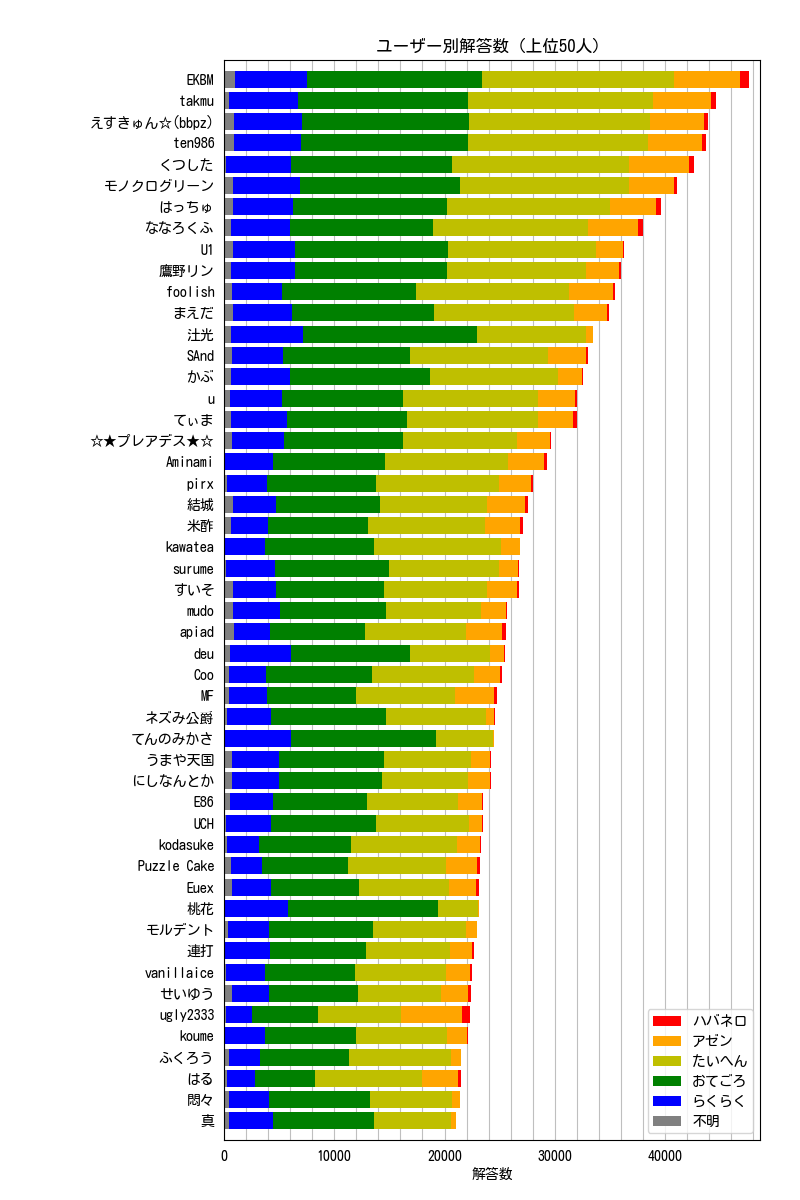 ユーザー別解答数（上位50人）
EKBM
takmu
えすきゅん☆(bbpz)
ten986
くつした
モノクログリーン
はっちゅ
ななろくふ
U1
鷹野リン
foolish
まえだ
汢光
SAnd
かぶ
u
てぃま
☆★プレアデス★☆
Aminami
pirx
結城
米酢
kawatea
surume
すいそ
mudo
apiad
deu
Coo
MF
ネズみ公爵
てんのみかさ
うまや天国
にしなんとか
E86
UCH
kodasuke
Puzzle Cake
Euex
桃花
モルデント
連打
vanillaice
せいゆう
ugly2333
koume
ふくろう
はる
悶々
真
ハバネロ
アゼン
たいへん
おてごろ
らくらく
不明
0 10000 20000 30000 40000
解答数